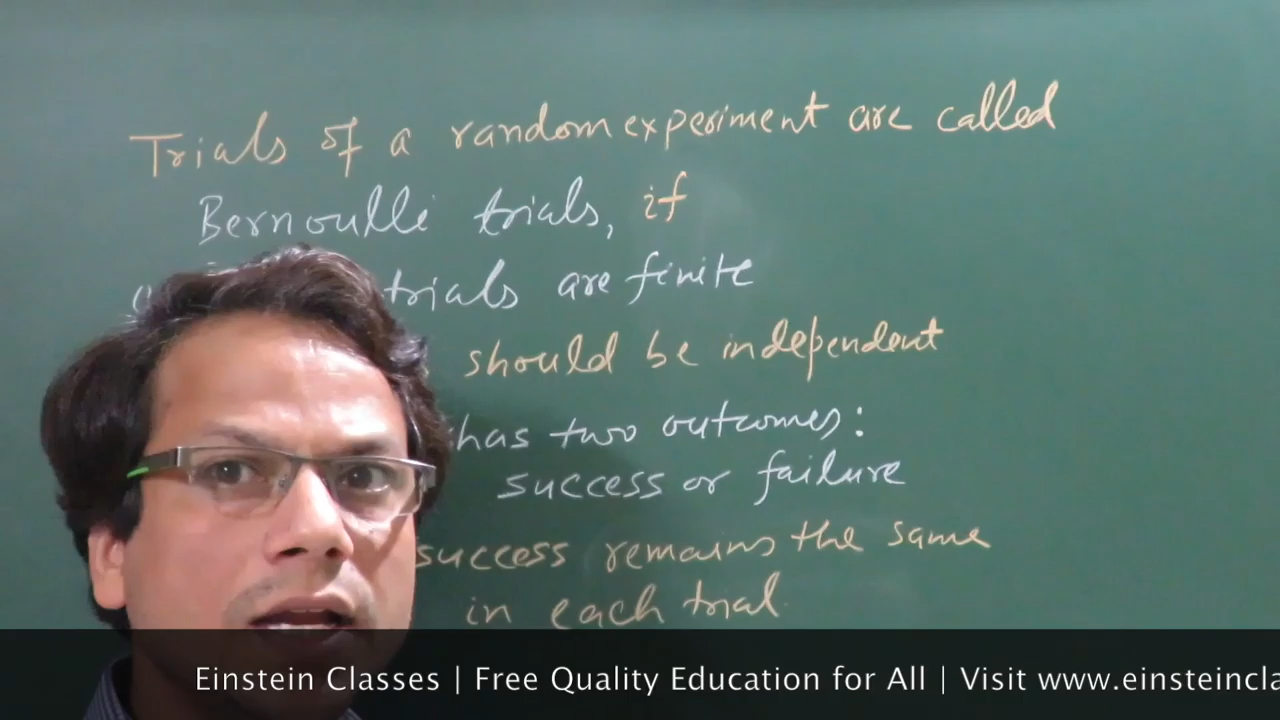 Trials of a random experiment are called
Bernoulli trials, if
trials are finite
should be independent
has two outcomes:
success or failure
success remains the same
in each trial.
Einstein Classes | Free Quality Education for All | Visit www.einsteincla